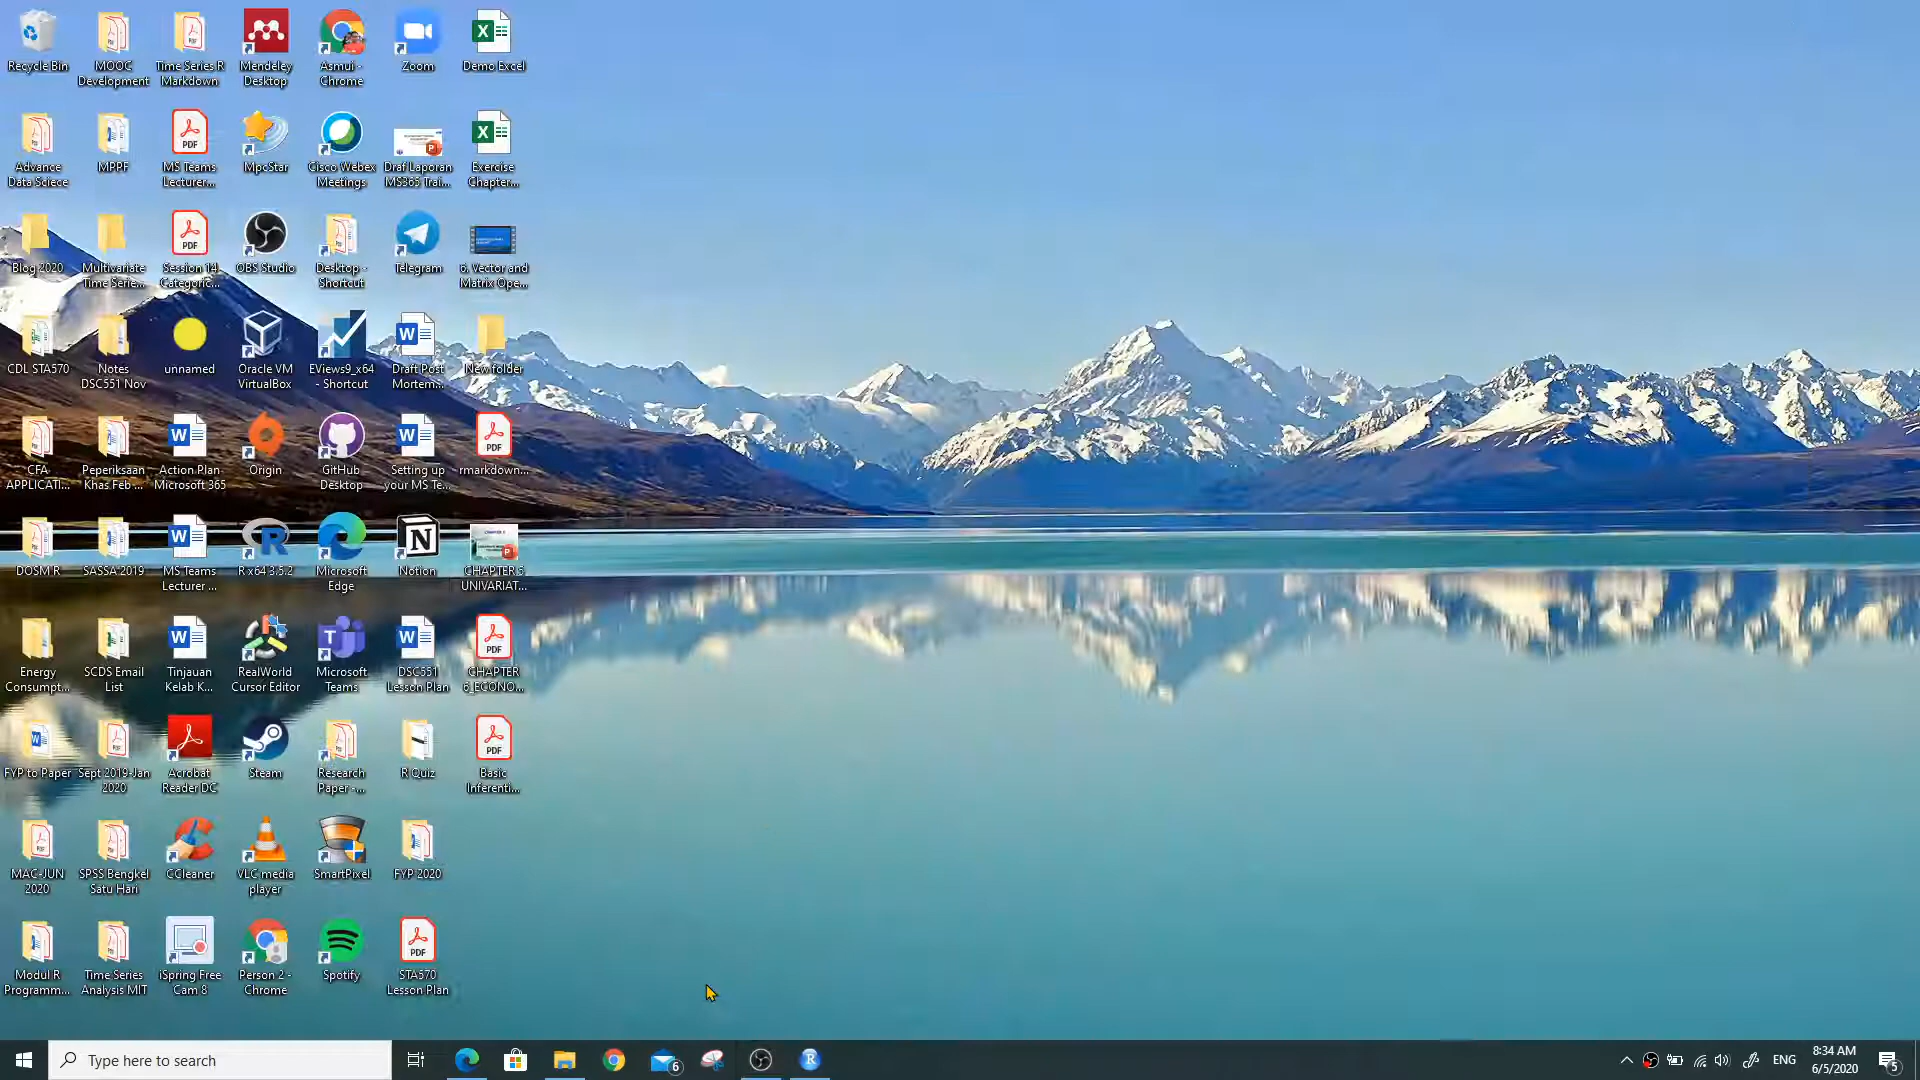 Recycle Bin
MOOC
Development
Time Series R
Markdown
Mendeley
Desktop
Asmui -
Chrome
Zoom
Demo Excel
Advance
Data Sciece
MPPF
PDF
MS Teams
Lecturer...
MpcStar
Cisco Webex
Meetings
Draf Laporan
MS365 Trai...
Exercise
Chapter...
Blog 2020
Multivariate
Time Serie...
PDF
Session 14
Categoric...
OBS Studio
Desktop -
Shortcut
Telegram
6. Vector and
Matrix Ope...
CDL STA570
Notes
DSC551 Nov
unnamed
Oracle VM
VirtualBox
EViews9_x64
- Shortcut
Draft Post
Mortem...
New folder
CFA
APPLICATI...
Peperiksaan
Khas Feb ...
Action Plan-
Microsoft 365
Origin
GitHub
Desktop
Setting up
your MS Te...
PDF
rmarkdown...
DOSM R
SASSA 2019
MS Teams
Lecturer ...
R x64 3.5.2
Microsoft
Edge
Notion
CHAPTER 5
UNIVARIAT...
Energy
Consumpt...
SCDS Email
List
Tinjauan
Kelab K...
RealWorld
Cursor Editor
Microsoft
Teams
DSC551
Lesson Plan
PDF
CHAPTER
6_ECONO...
FYP to Paper
Sept 2019-Jan
2020
Acrobat
Reader DC
Steam
Research
Paper -...
R Quiz
PDF
Basic
Inferenti...
MAC-JUN
2020
SPSS Bengkel
Satu Hari
CCleaner
VLC media
player
SmartPixel
FYP 2020
Modul R
Programm...
Time Series
Analysis MIT
iSpring Free
Cam 8
Person 2 -
Chrome
Spotify
PDF
STA570
Lesson Plan
Type here to search
6
ENG
8:34 AM
6/5/2020
5